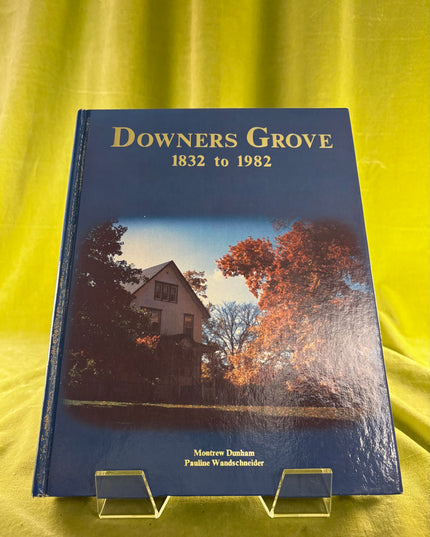 DOWNERS GROVE
1832 to 1982
Montrew Dunham
Pauline Wandschneider